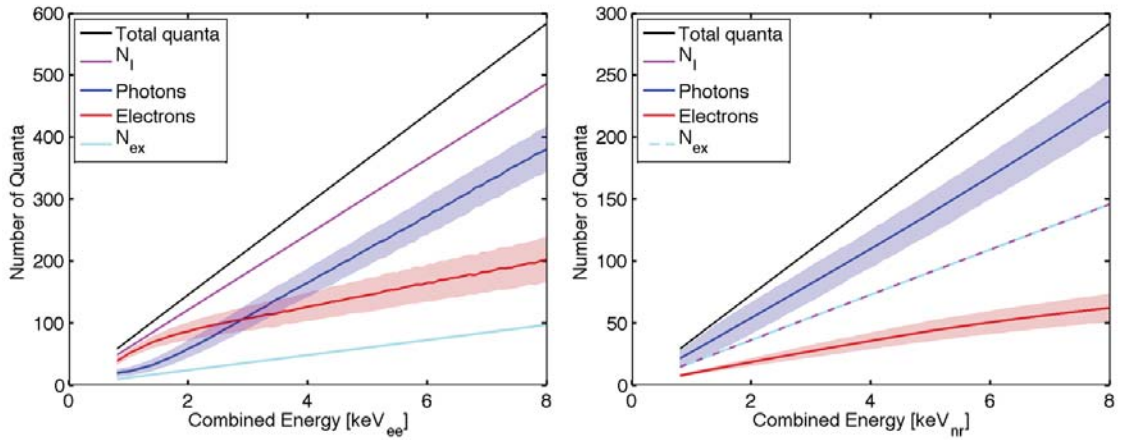 600
500
400
300
200
100
0
Number of Quanta
Total quanta
N_I
Photons
Electrons
N_ex
0 2 4 6 8
Combined Energy [keV_ee]
300
250
200
150
100
50
0
Number of Quanta
Total quanta
N_I
Photons
Electrons
N_ex
0 2 4 6 8
Combined Energy [keV_nr]